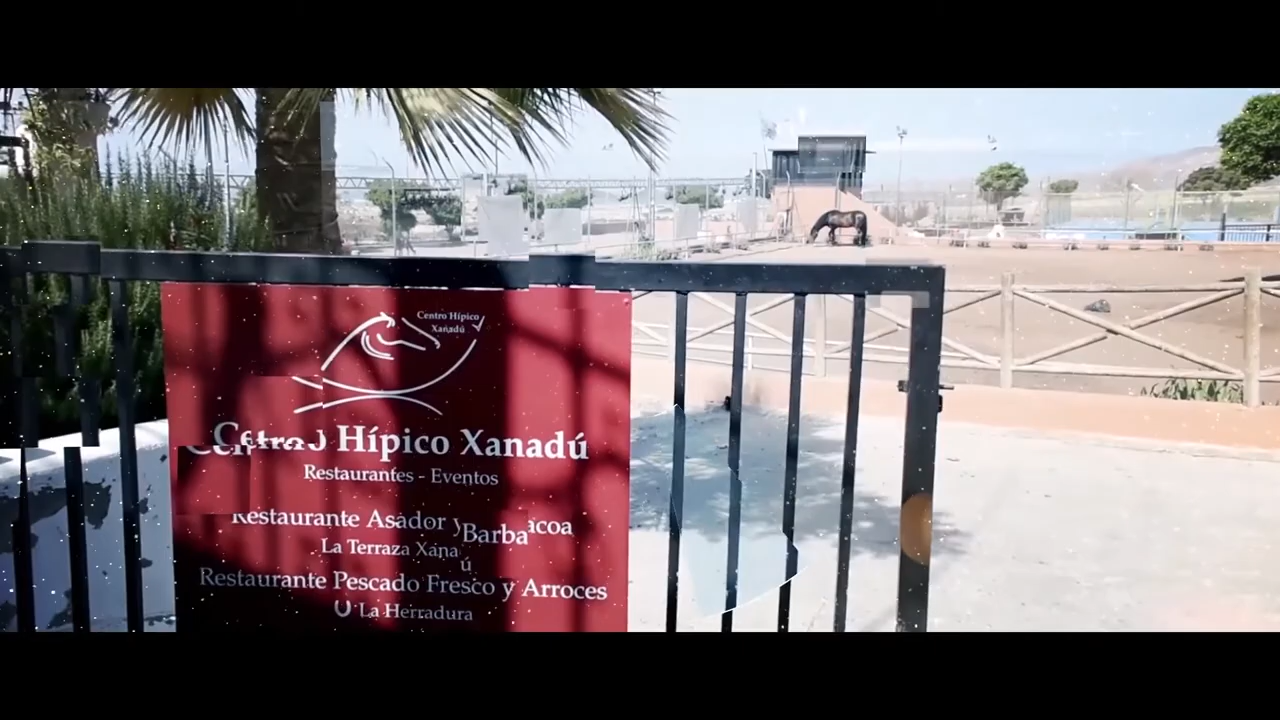 Centro Hípico
Xanadú
Centro Hípico Xanadú
Restaurantes - Eventos
Restaurante Asador y Barbacoa
La Terraza Xanadú
Restaurante Pescado Fresco y Arroces
La Herradura